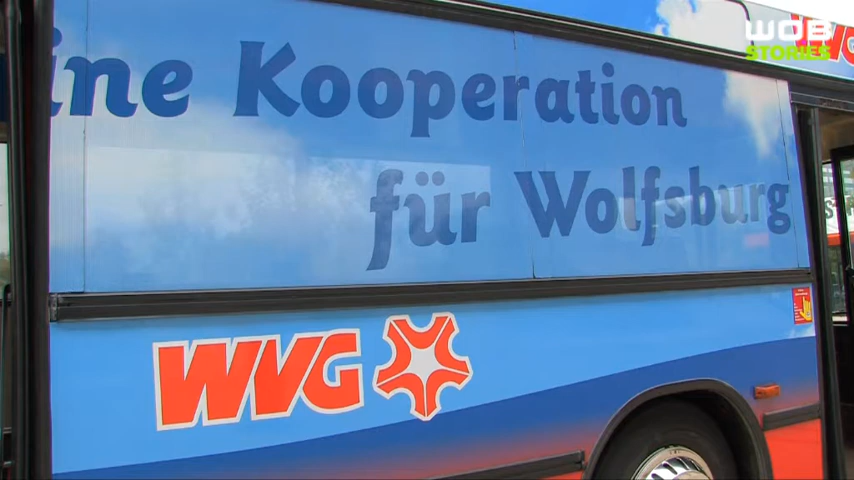 WOB
STORIES
ine Kooperation
für Wolfsburg
WVG